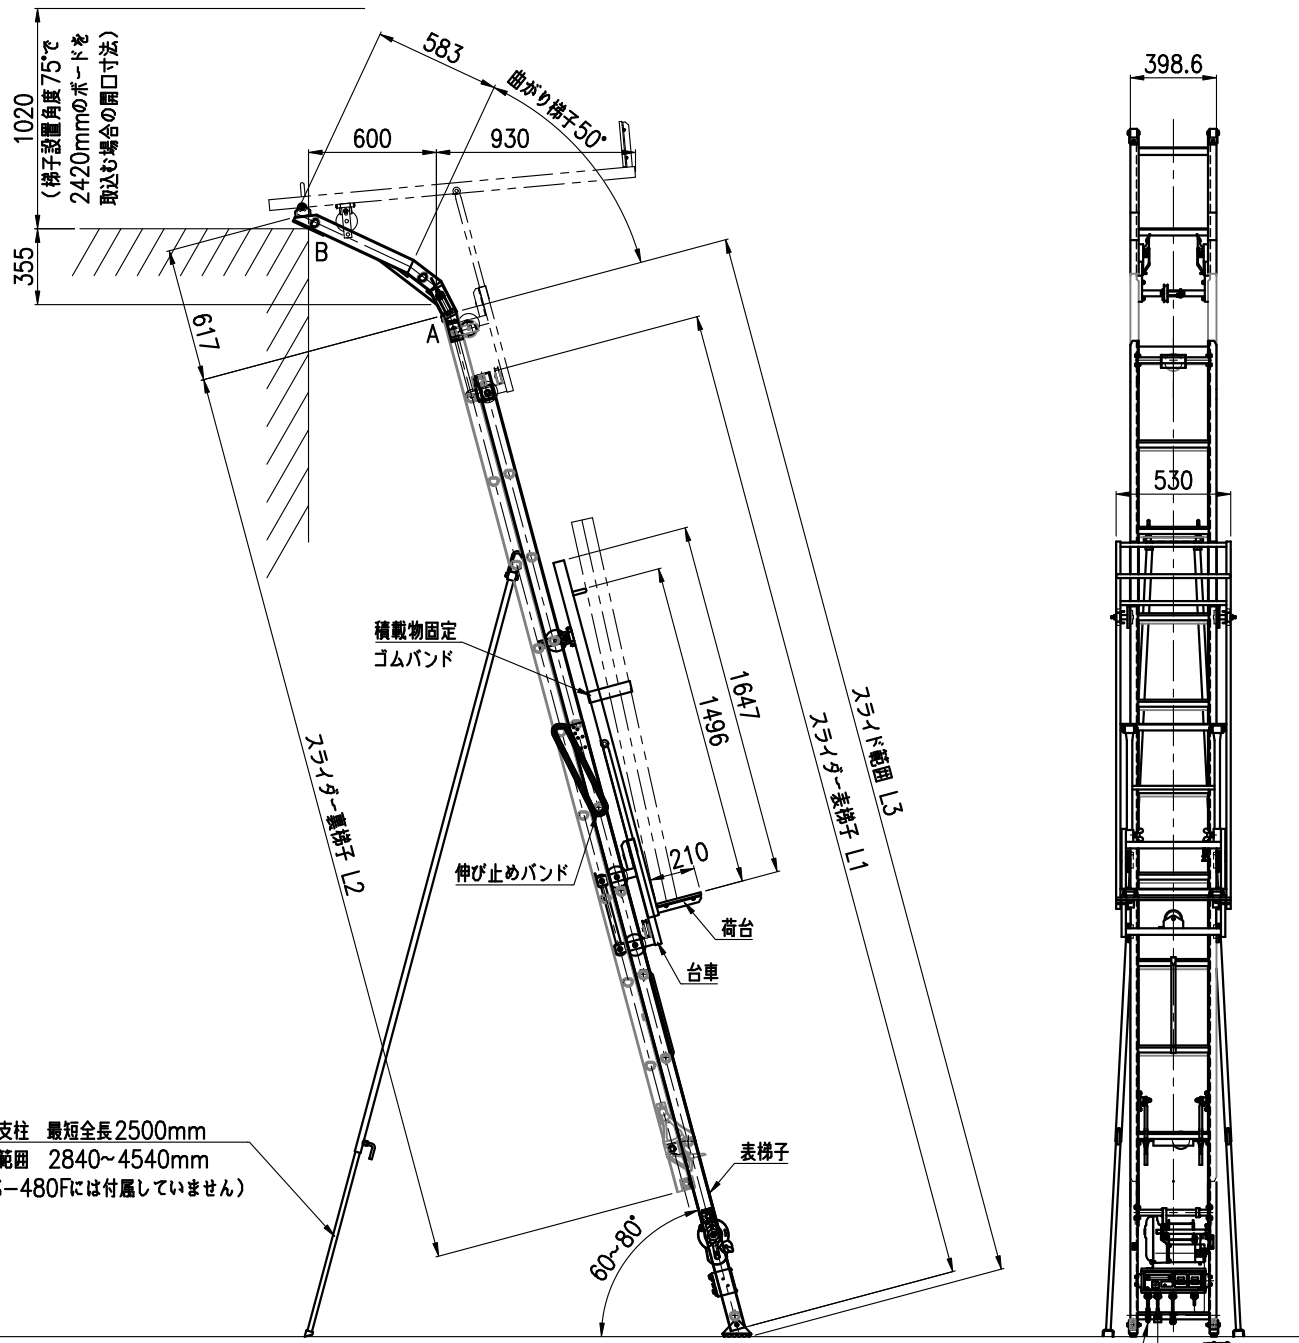 1020
(梯子設置角度75°で
2420mmのボードを
取込む場合の開口寸法)
355
583
曲がり梯子50°
600
930
B
A
617
398.6
530
積載物固定
ゴムバンド
1647
1496
スライド範囲 L3
スライダー表梯子 L1
スライダー裏梯子 L2
伸び止めバンド
210
荷台
台車
支柱 最短全長2500mm
範囲 2840~4540mm
-480Fには付属していません)
表梯子
60~80°